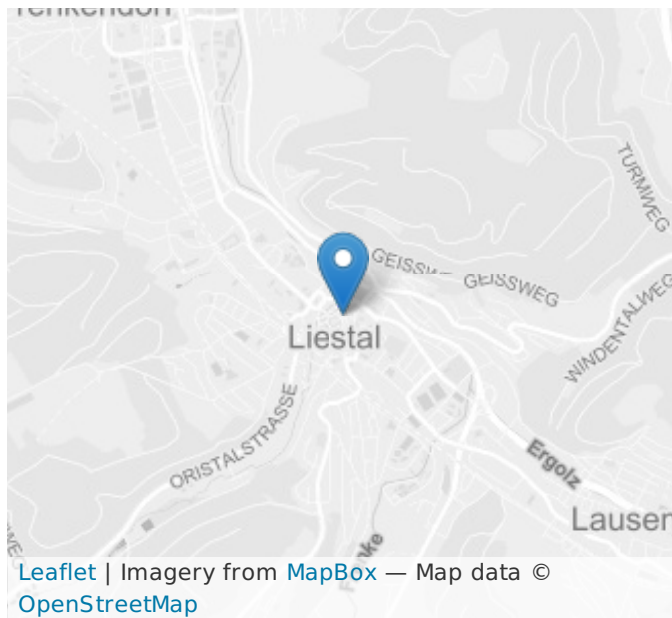 TURMWEG
GEISSWEG
WINDENTALWEG
Liestal
ORISTALSTRASSE
Ergolz
Lausen
Leaflet | Imagery from MapBox — Map data ©
OpenStreetMap